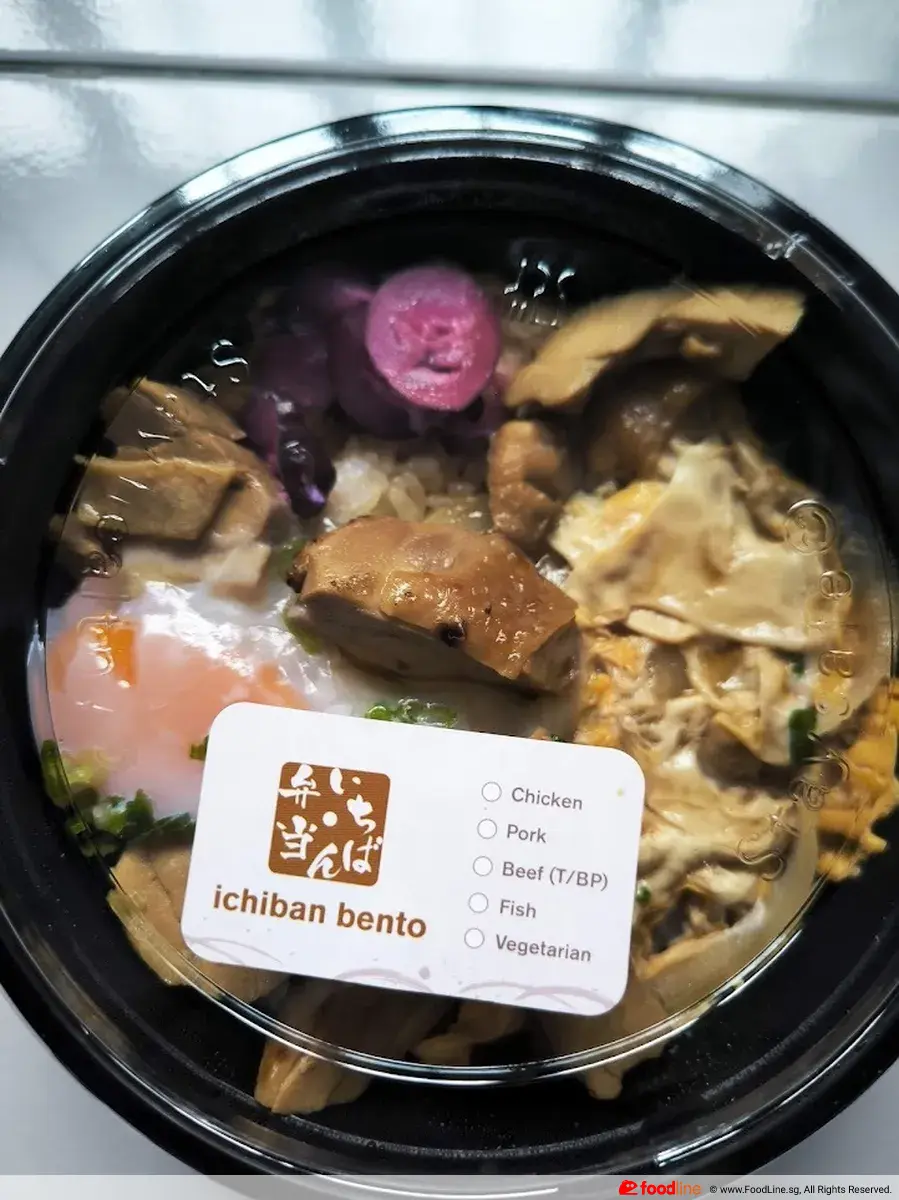 弁当
いちばん
ichiban bento
Chicken
Pork
Beef (T/BP)
Fish
Vegetarian
foodline
© www.FoodLine.sg, All Rights Reserved.